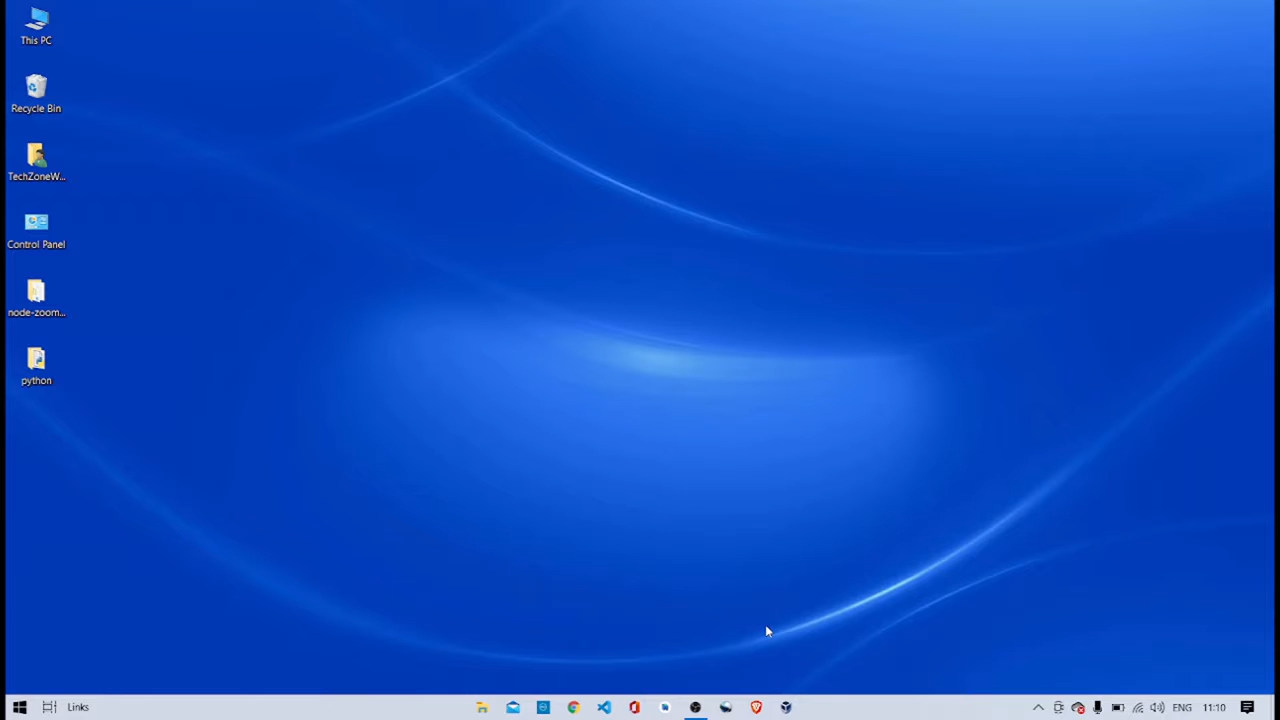 This PC
Recycle Bin
TechZoneW...
Control Panel
node-zoom...
python
Links
ENG
11:10